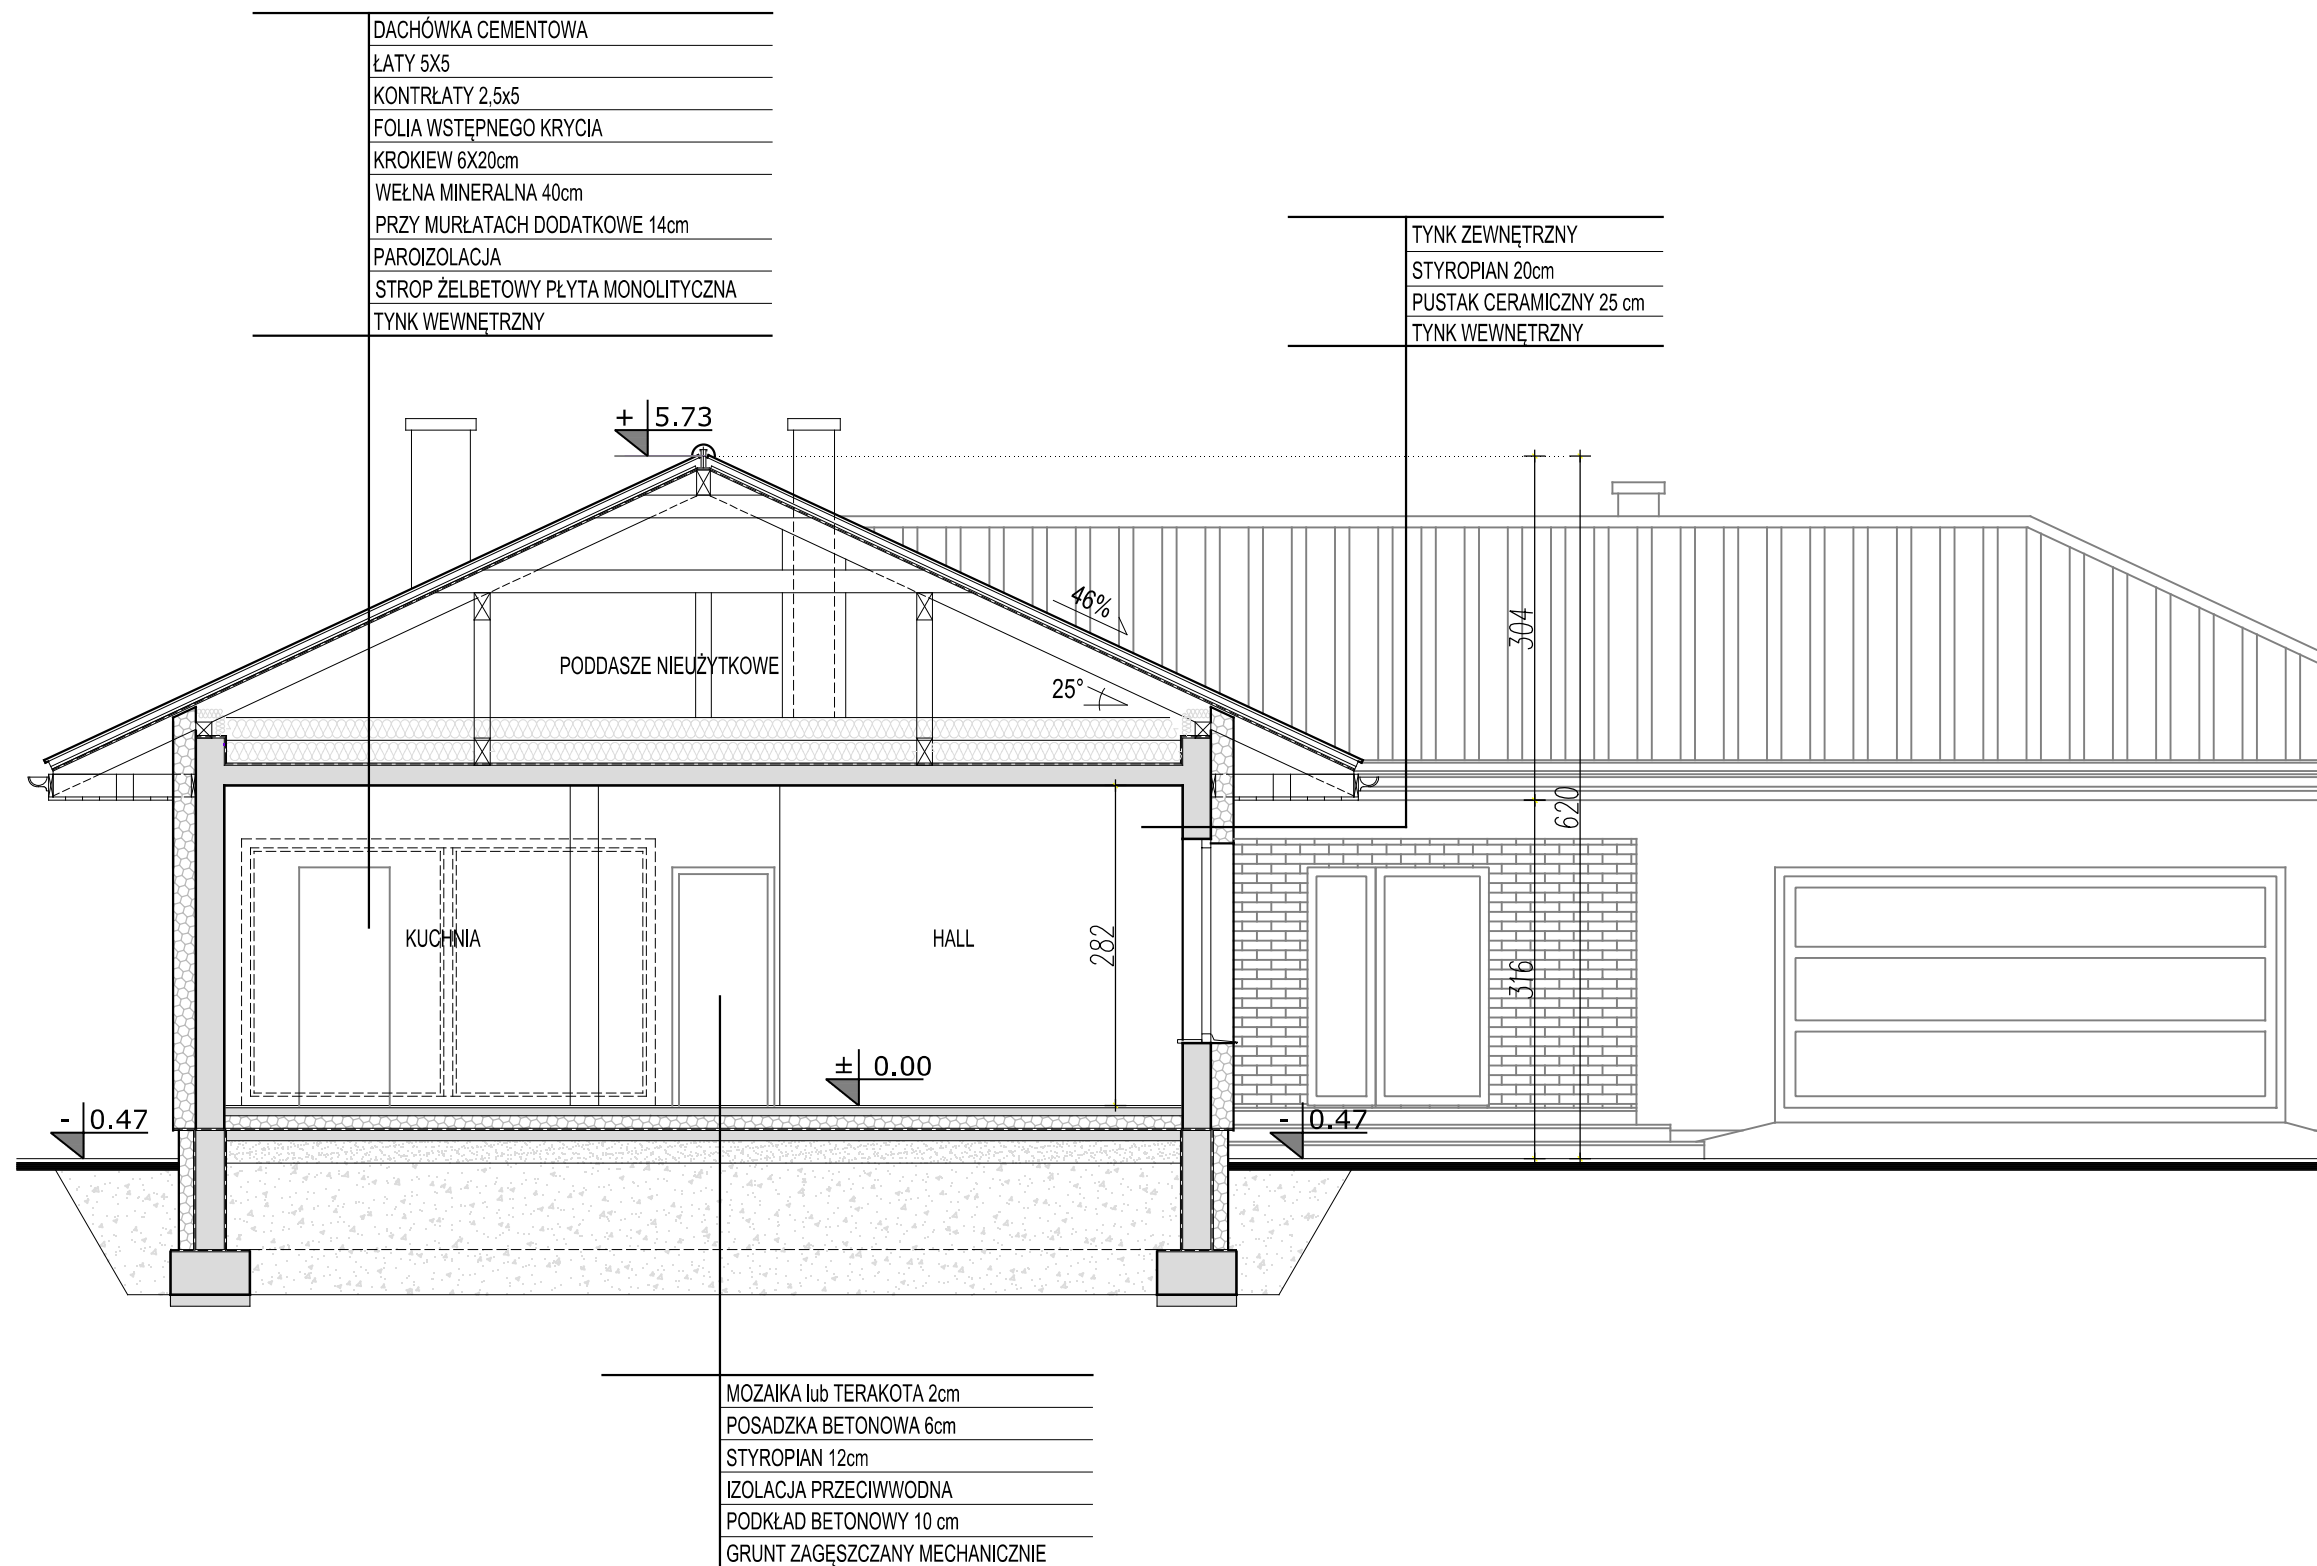 DACHÓWKA CEMENTOWA
ŁATY 5X5
KONTRŁATY 2,5x5
FOLIA WSTĘPNEGO KRYCIA
KROKIEW 6X20cm
WEŁNA MINERALNA 40cm
PRZY MURŁATACH DODATKOWE 14cm
PAROIZOLACJA
STROP ŻELBETOWY PŁYTA MONOLITYCZNA
TYNK WEWNĘTRZNY
TYNK ZEWNĘTRZNY
STYROPIAN 20cm
PUSTAK CERAMICZNY 25 cm
TYNK WEWNĘTRZNY
+ 5.73
46%
304
PODDASZE NIEUŻYTKOWE
25°
620
KUCHNIA
HALL
282
316
± 0.00
- 0.47
- 0.47
MOZAIKA lub TERAKOTA 2cm
POSADZKA BETONOWA 6cm
STYROPIAN 12cm
IZOLACJA PRZECIWWODNA
PODKŁAD BETONOWY 10 cm
GRUNT ZAGĘSZCZANY MECHANICZNIE